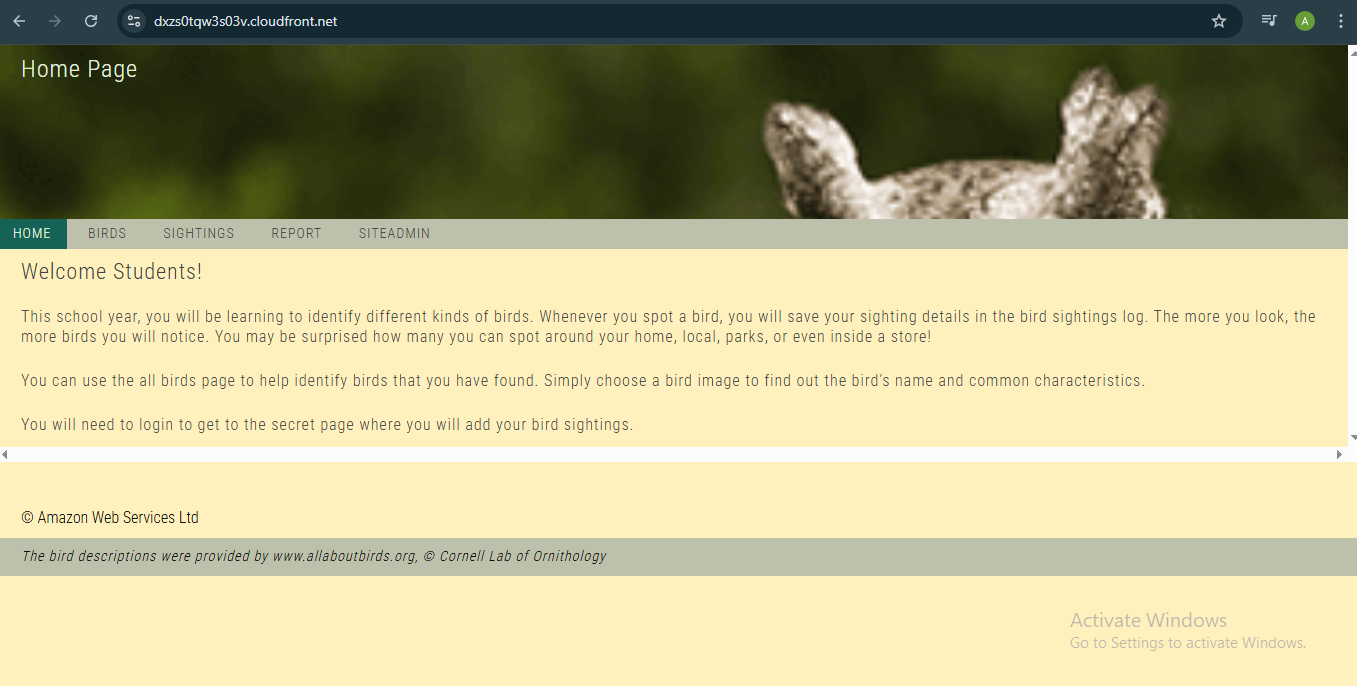 dxzs0tqw3s03v.cloudfront.net
A
Home Page
HOME BIRDS SIGHTINGS REPORT SITEADMIN
Welcome Students!
This school year, you will be learning to identify different kinds of birds. Whenever you spot a bird, you will save your sighting details in the bird sightings log. The more you look, the
more birds you will notice. You may be surprised how many you can spot around your home, local, parks, or even inside a store!
You can use the all birds page to help identify birds that you have found. Simply choose a bird image to find out the bird's name and common characteristics.
You will need to login to get to the secret page where you will add your bird sightings.
© Amazon Web Services Ltd
The bird descriptions were provided by www.allaboutbirds.org, © Cornell Lab of Ornithology
Activate Windows
Go to Settings to activate Windows.